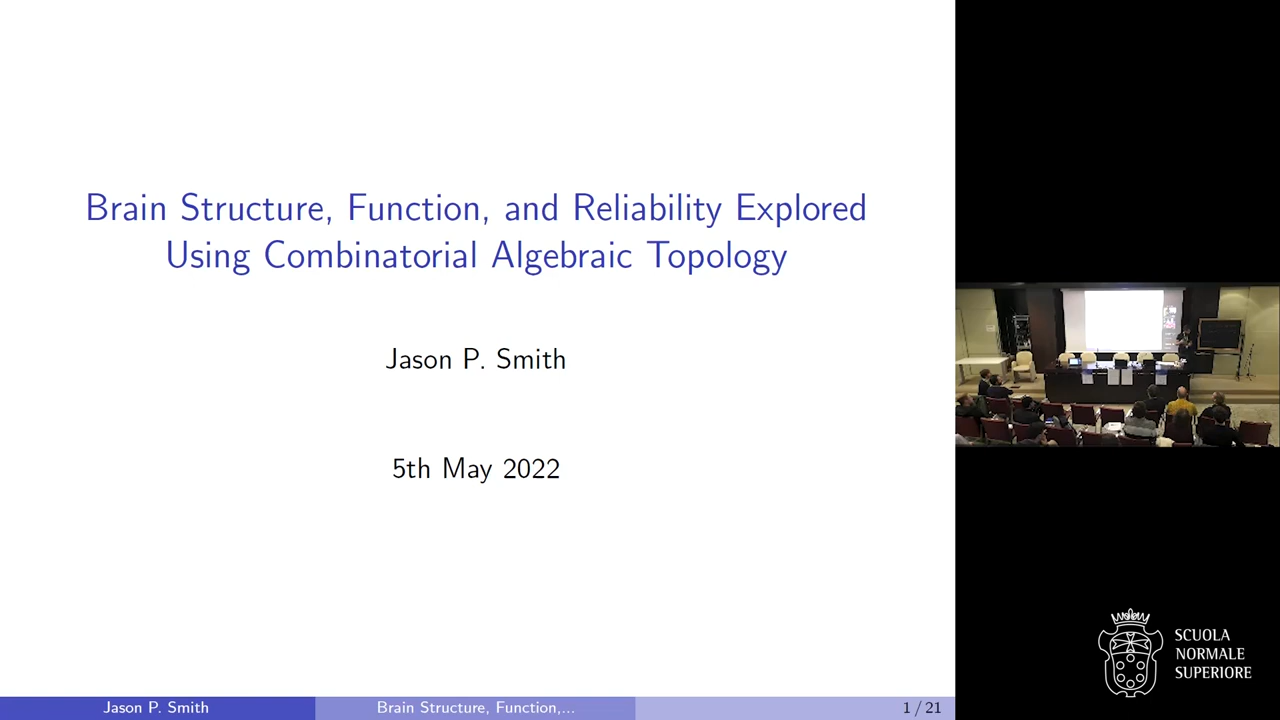 Brain Structure, Function, and Reliability Explored
Using Combinatorial Algebraic Topology
Jason P. Smith
5th May 2022
SCUOLA
NORMALE
SUPERIORE
Jason P. Smith
Brain Structure, Function,...
1 / 21